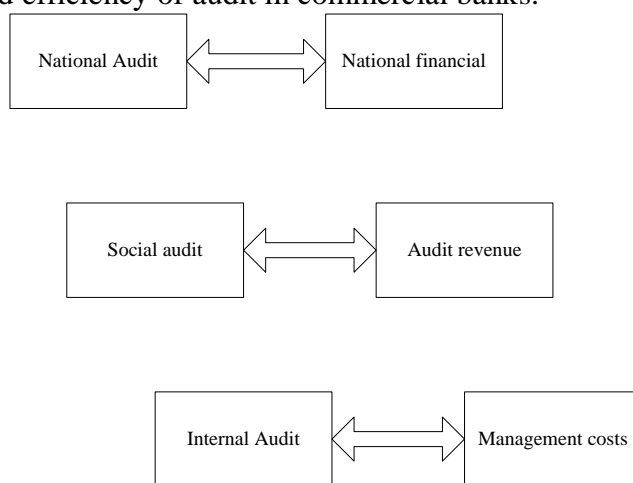 d efficiency of audit in commercial banks.
National Audit
National financial
Social audit
Audit revenue
Internal Audit
Management costs